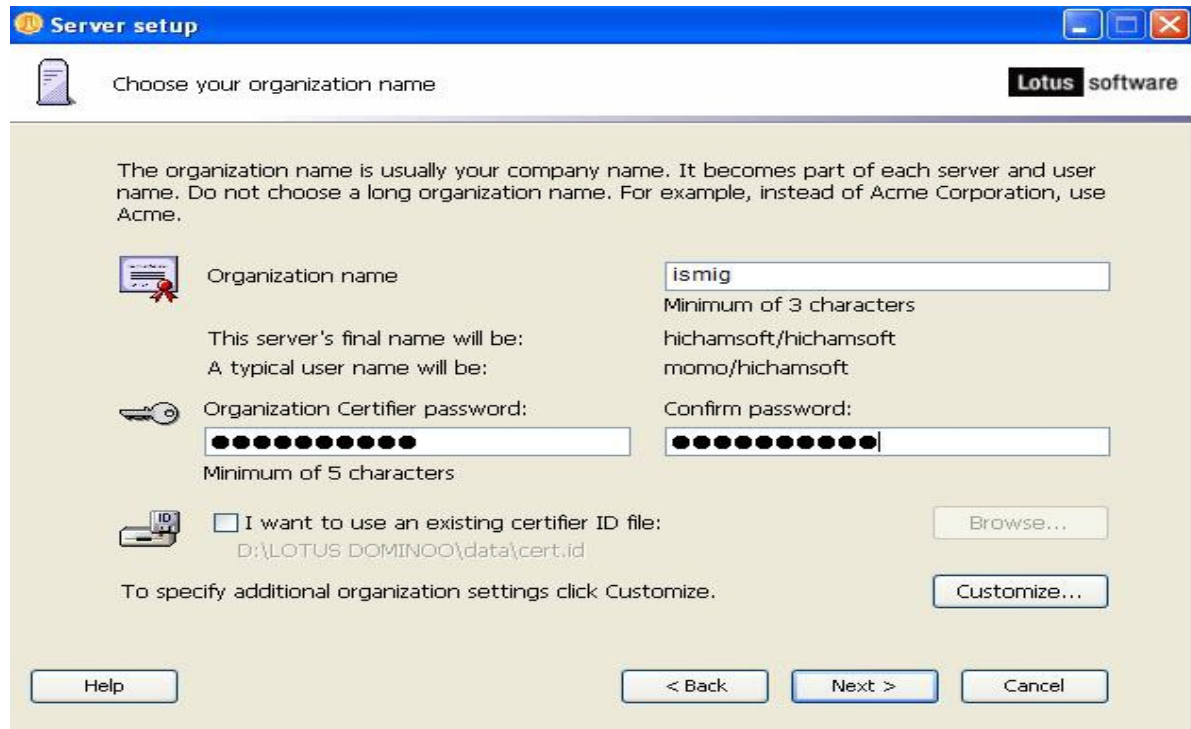 Server setup
Choose your organization name
Lotus software
The organization name is usually your company name. It becomes part of each server and user
name. Do not choose a long organization name. For example, instead of Acme Corporation, use
Acme.
Organization name
ismig
Minimum of 3 characters
This server's final name will be:
hichamsoft/hichamsoft
A typical user name will be:
momo/hichamsoft
Organization Certifier password:
Confirm password:
●●●●●●●●●●
●●●●●●●●●●
Minimum of 5 characters
ID
I want to use an existing certifier ID file:
Browse...
D:\LOTUS DOMINOO\data\cert.id
To specify additional organization settings click Customize.
Customize...
Help
< Back
Next >
Cancel